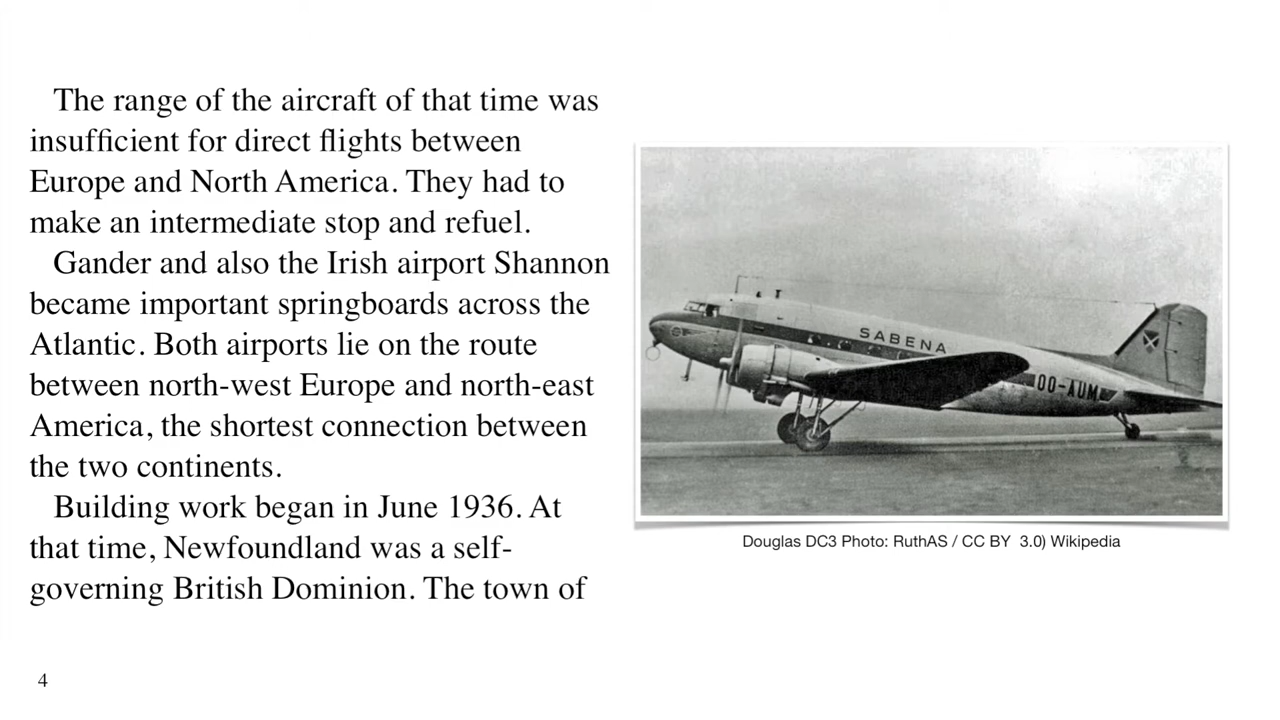 The range of the aircraft of that time was
insufficient for direct flights between
Europe and North America. They had to
make an intermediate stop and refuel.
Gander and also the Irish airport Shannon
became important springboards across the
Atlantic. Both airports lie on the route
between north-west Europe and north-east
America, the shortest connection between
the two continents.
Building work began in June 1936. At
that time, Newfoundland was a self-
governing British Dominion. The town of
SABENA
OO-AUM
Douglas DC3 Photo: RuthAS / CC BY 3.0) Wikipedia
4